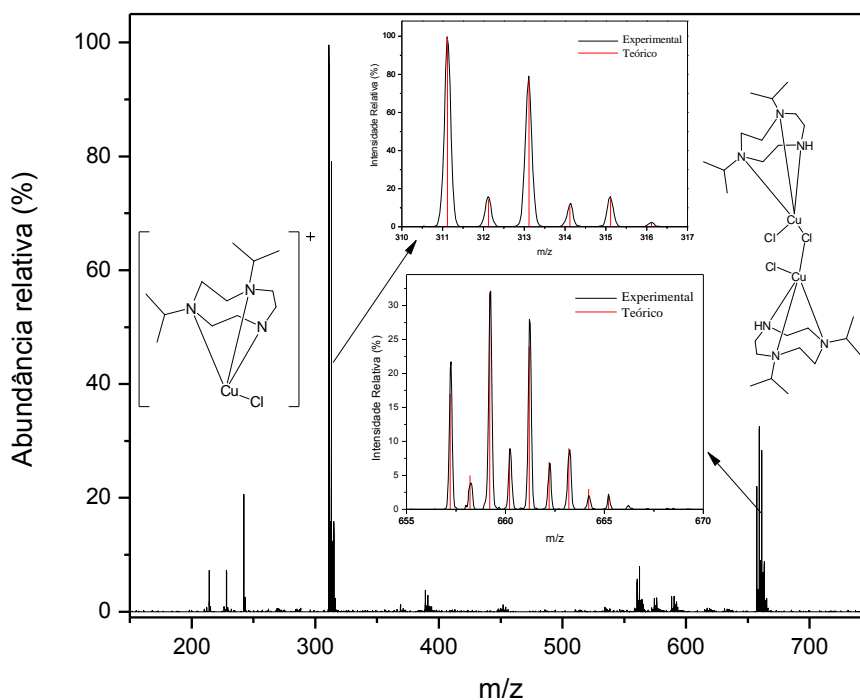 Abundância relativa (%)
100
80
60
40
20
0
200
300
400
500
600
700
m/z
Intensidade Relativa (%)
100
80
60
40
20
0
310
311
312
313
314
315
316
317
m/z
Experimental
Teórico
Intensidade Relativa (%)
30
25
20
15
10
5
0
655
660
665
670
m/z
Experimental
Teórico
N
N
N
Cu
Cl
+
N
NH
N
Cu
Cl
Cl
Cl
Cu
HN
N
N